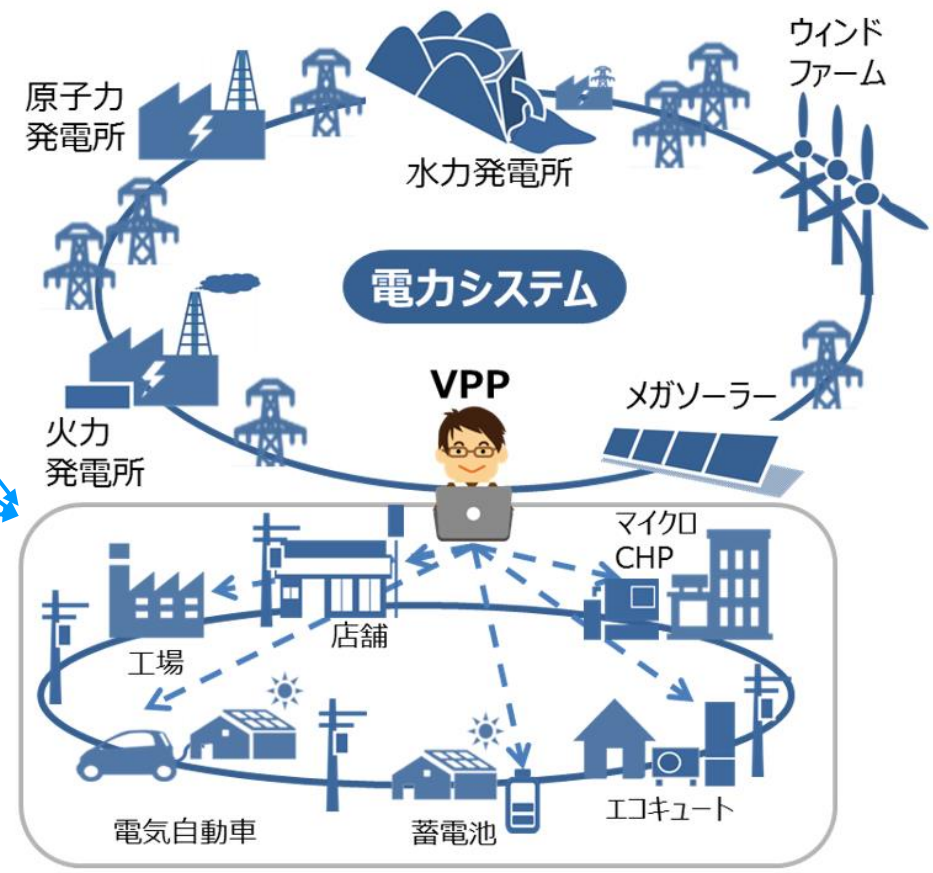 ウィンド
ファーム
原子力
発電所
水力発電所
電力システム
VPP
メガソーラー
火力
発電所
マイクロ
CHP
店舗
工場
エコキュート
電気自動車
蓄電池